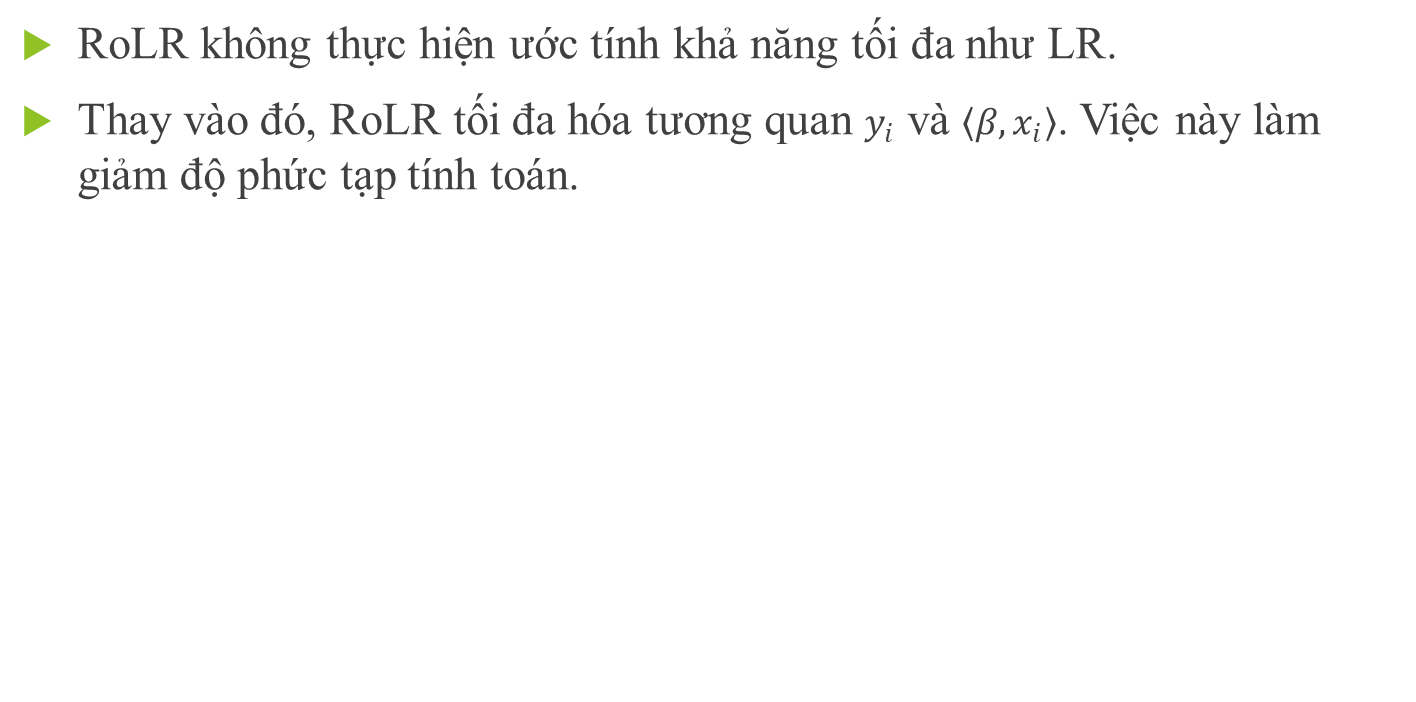 RoLR không thực hiện ước tính khả năng tối đa như LR.
Thay vào đó, RoLR tối đa hóa tương quan 𝑦ᵢ và ⟨𝛽, 𝑥ᵢ⟩. Việc này làm
giảm độ phức tạp tính toán.